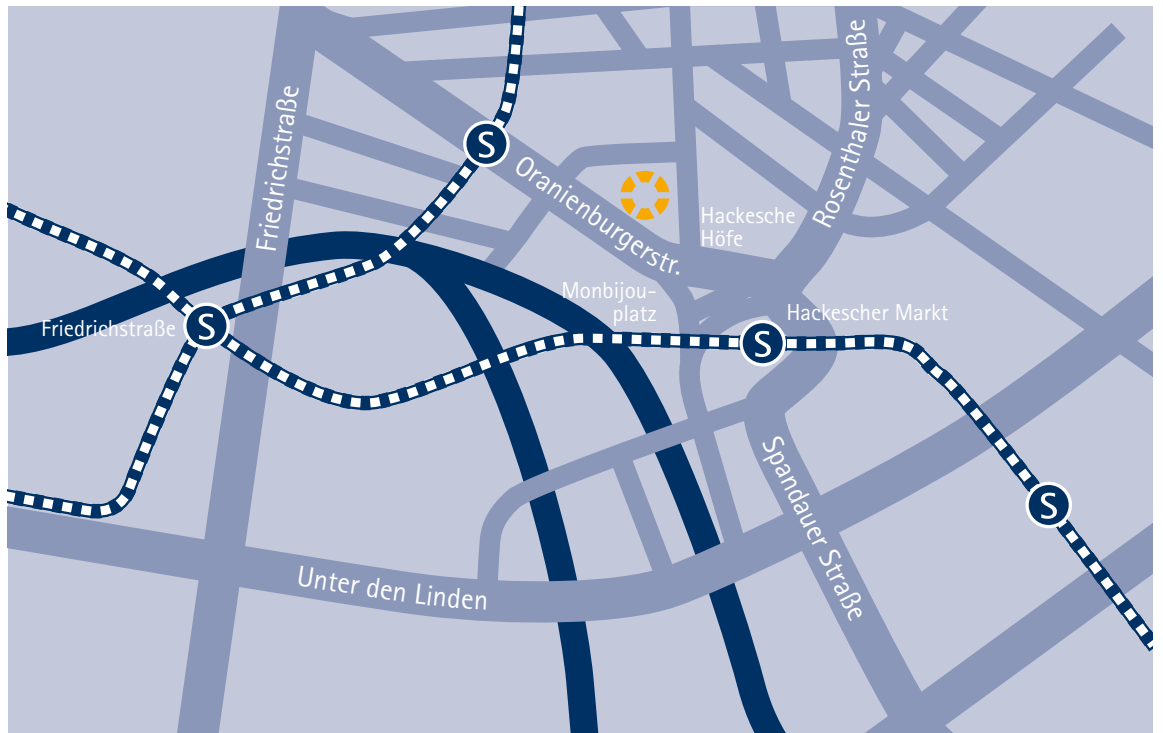 Friedrichstraße
S
Oranienburgerstr.
Rosenthaler Straße
Hackesche
Höfe
Monbijou-
platz
Hackescher Markt
Friedrichstraße
S
S
Spandauer Straße
S
Unter den Linden